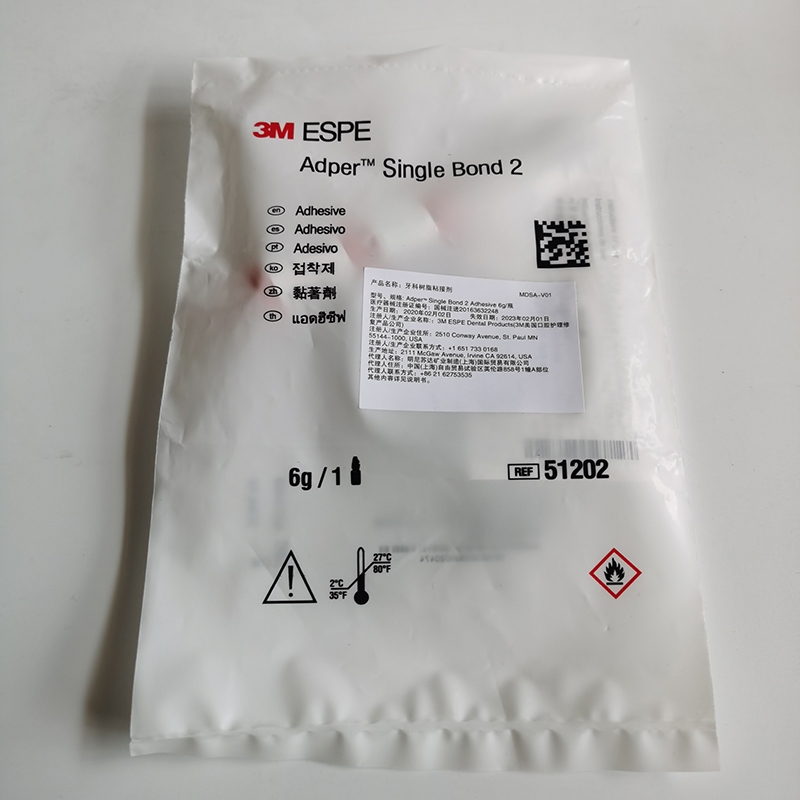 3M ESPE
Adper™ Single Bond 2
en Adhesive
es Adhesivo
pt Adesivo
ko 접착제
zh 黏著劑
th แอดฮีซีฟ
产品名称：牙科树脂粘接剂
MDSA-V01
型号、规格: Adper™ Single Bond 2 Adhesive 6g/瓶
医疗器械注册证编号：国械注进20163632248
生产日期：2020年02月02日 失效日期：2023年02月01日
注册人/生产企业名称：3M ESPE Dental Products(3M美国口腔护理修
复产品公司)
注册人/生产企业住所：2510 Conway Avenue, St. Paul MN
55144-1000, USA
注册人/生产企业联系方式：+1 651 733 0168
生产地址：2111 McGaw Avenue, Irvine CA 92614, USA
代理人名称：明尼苏达矿业制造(上海)国际贸易有限公司
代理人住所：中国(上海)自由贸易试验区英伦路858号1幢A部位
代理人联系方式：+86 21 62753535
其他内容详见说明书。
6g / 1
REF 51202
27°C
80°F
2°C
35°F